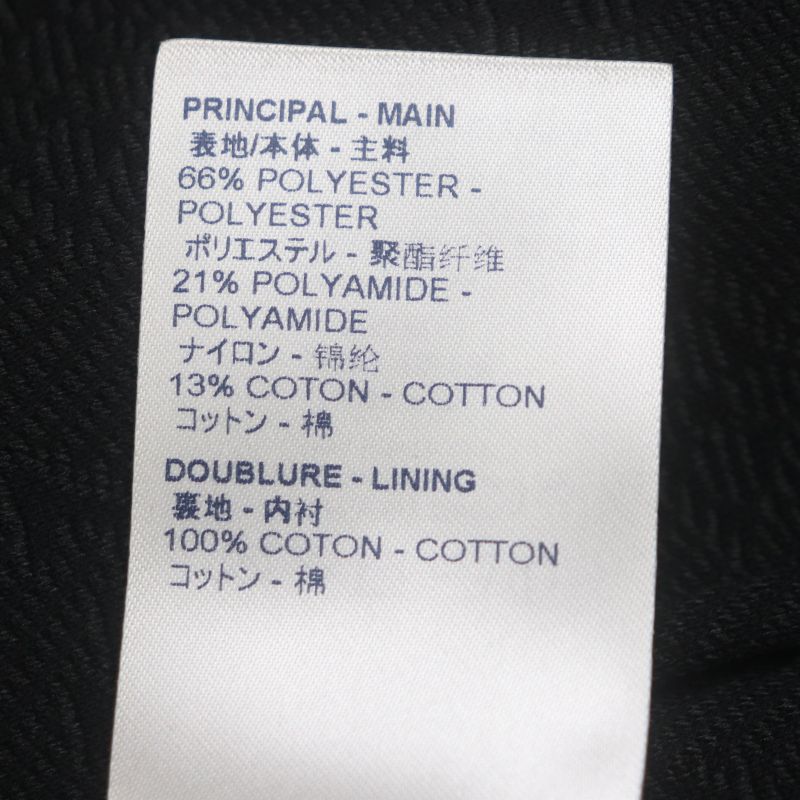 PRINCIPAL - MAIN
表地/本体 - 主料
66% POLYESTER -
POLYESTER
ポリエステル - 聚酯纤维
21% POLYAMIDE -
POLYAMIDE
ナイロン - 锦纶
13% COTON - COTTON
コットン - 棉
DOUBLURE - LINING
裏地 - 内衬
100% COTON - COTTON
コットン - 棉